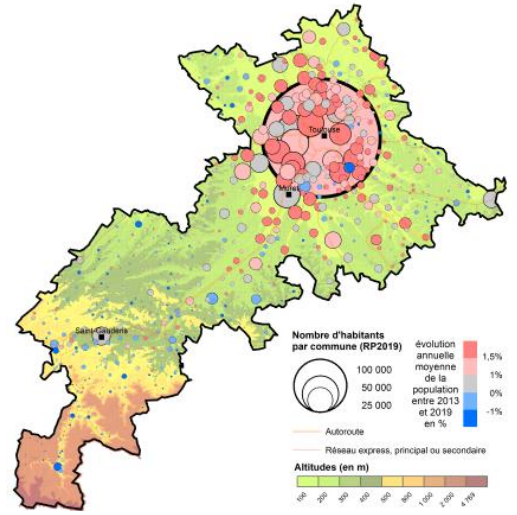 Toulouse
Muret
Saint-Gaudens
Nombre d'habitants
par commune (RP2019)
100 000
50 000
25 000
évolution
annuelle
moyenne
de la
population
entre 2013
et 2019
en %
1,5%
1%
0%
-1%
Autoroute
Réseau express, principal ou secondaire
Altitudes (en m)
100
200
300
400
500
800
1 000
2 000
4 769